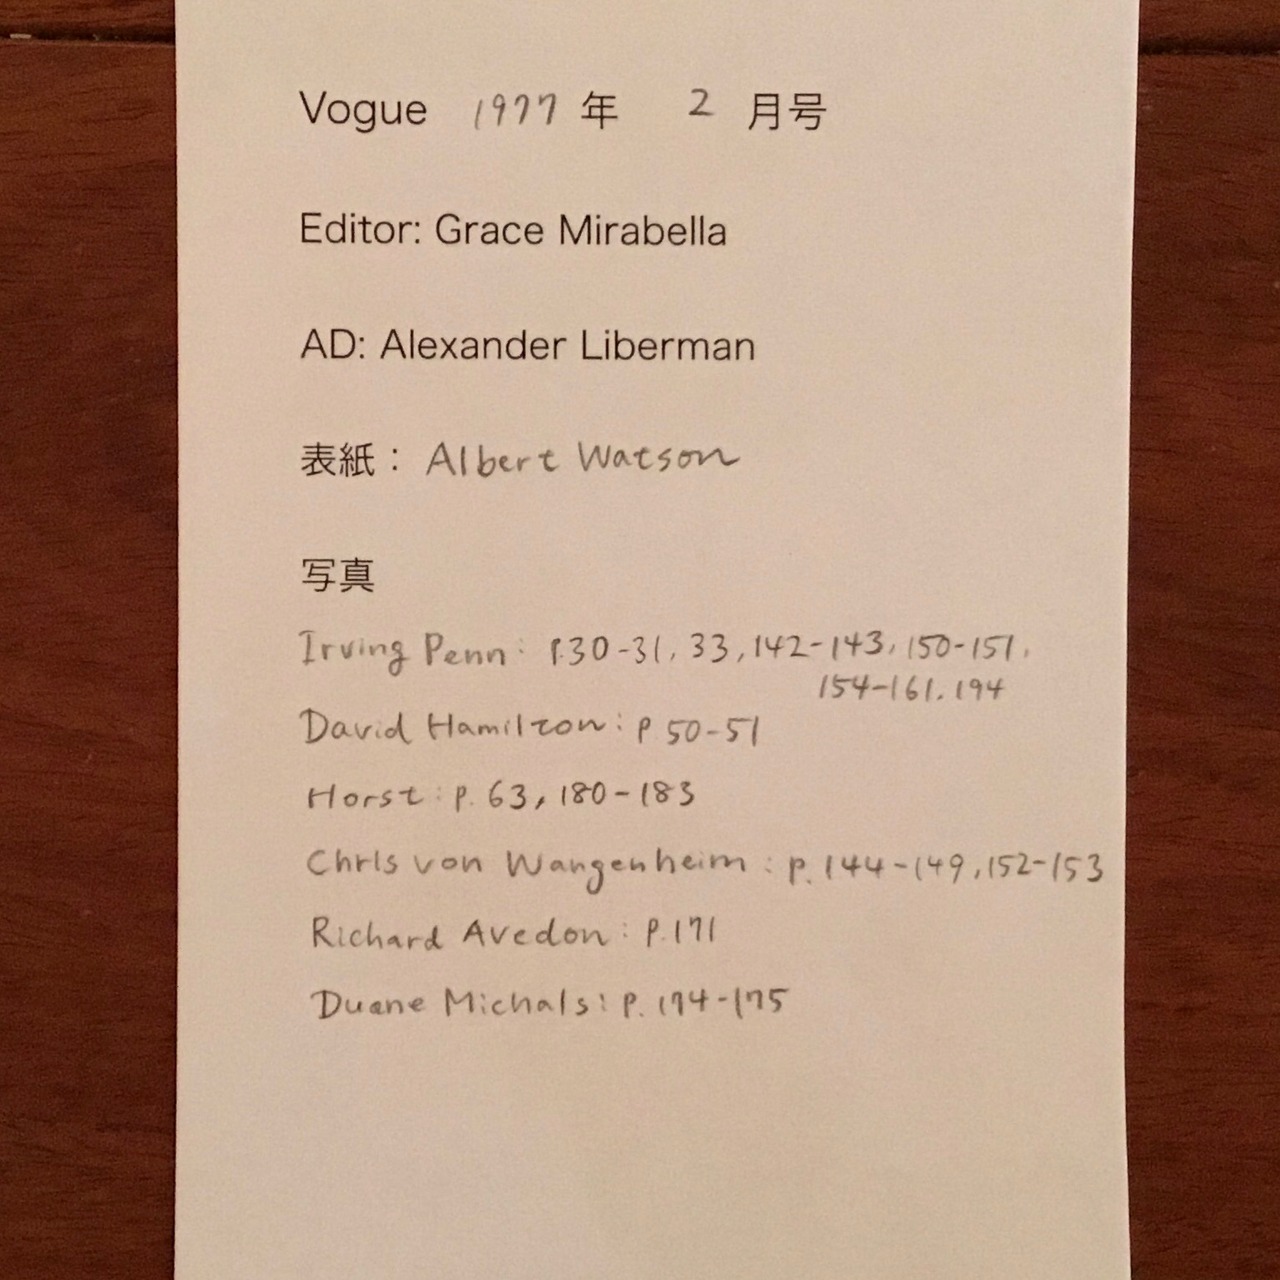 Vogue 1977 年 2 月号
Editor: Grace Mirabella
AD: Alexander Liberman
表紙： Albert Watson
写真
Irving Penn : P.30-31, 33, 142-143, 150-151,
154-161. 194
David Hamilton : P 50-51
Horst : P. 63, 180-183
Chris von Wangenheim : P. 144-149, 152-153
Richard Avedon : P.171
Duane Michals : P. 174-175